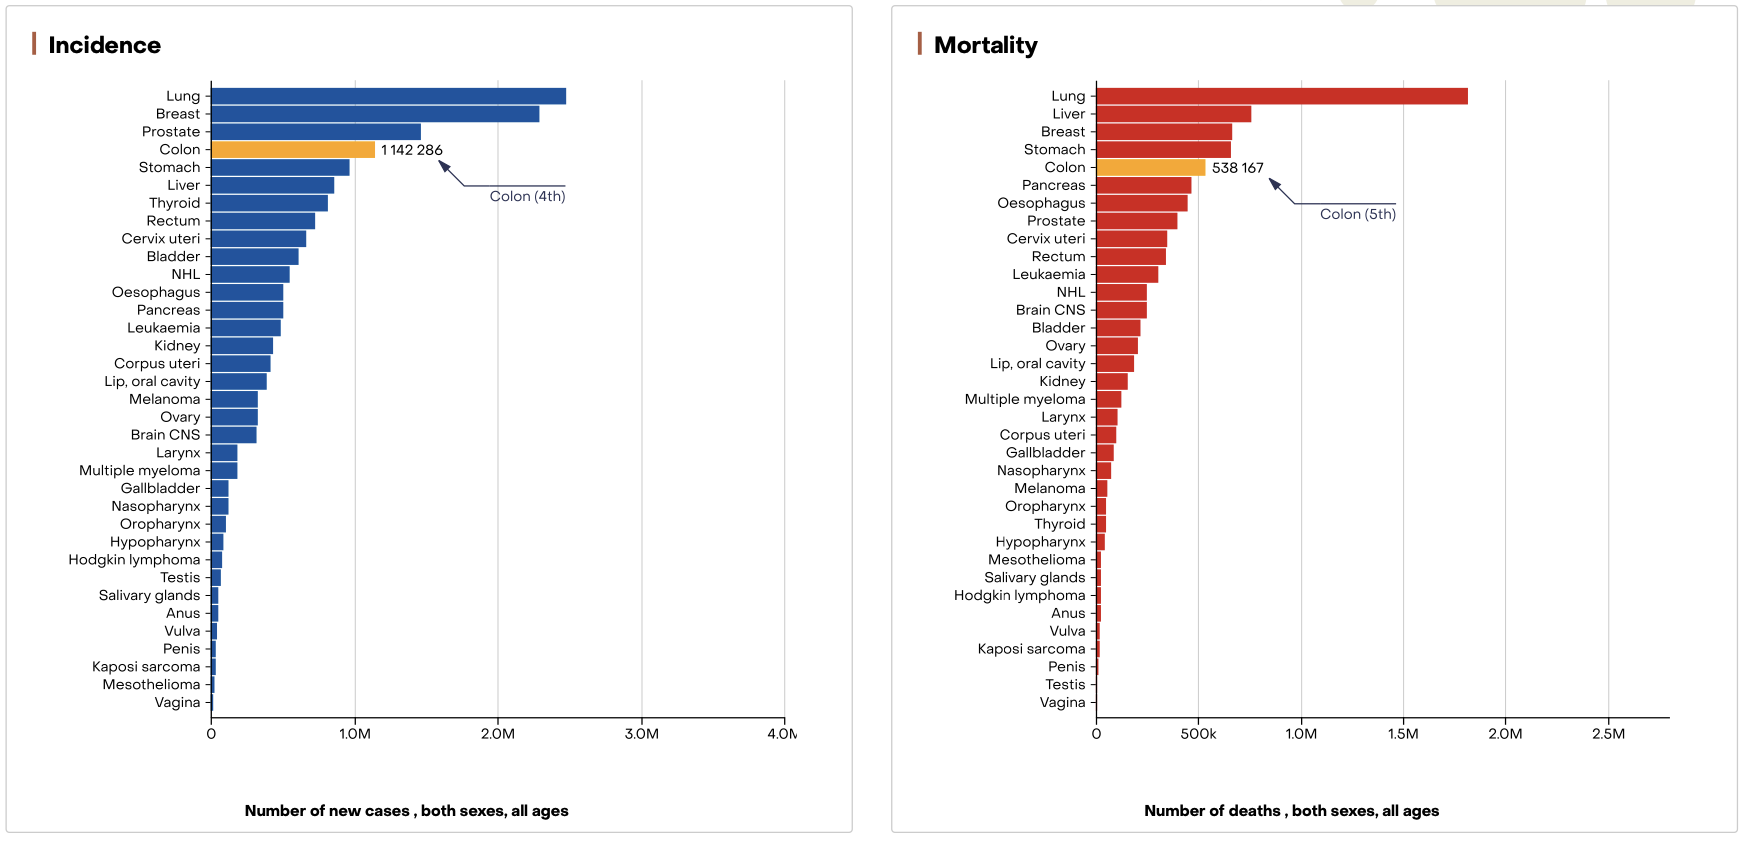 Incidence
Lung
Breast
Prostate
Colon
1 142 286
Stomach
Liver
Colon (4th)
Thyroid
Rectum
Cervix uteri
Bladder
NHL
Oesophagus
Pancreas
Leukaemia
Kidney
Corpus uteri
Lip, oral cavity
Melanoma
Ovary
Brain CNS
Larynx
Multiple myeloma
Gallbladder
Nasopharynx
Oropharynx
Hypopharynx
Hodgkin lymphoma
Testis
Salivary glands
Anus
Vulva
Penis
Kaposi sarcoma
Mesothelioma
Vagina
0 1.0M 2.0M 3.0M 4.0M
Number of new cases , both sexes, all ages
Mortality
Lung
Liver
Breast
Stomach
Colon
538 167
Pancreas
Oesophagus
Colon (5th)
Prostate
Cervix uteri
Rectum
Leukaemia
NHL
Brain CNS
Bladder
Ovary
Lip, oral cavity
Kidney
Multiple myeloma
Larynx
Corpus uteri
Gallbladder
Nasopharynx
Melanoma
Oropharynx
Thyroid
Hypopharynx
Mesothelioma
Salivary glands
Hodgkin lymphoma
Anus
Vulva
Kaposi sarcoma
Penis
Testis
Vagina
0 500k 1.0M 1.5M 2.0M 2.5M
Number of deaths , both sexes, all ages